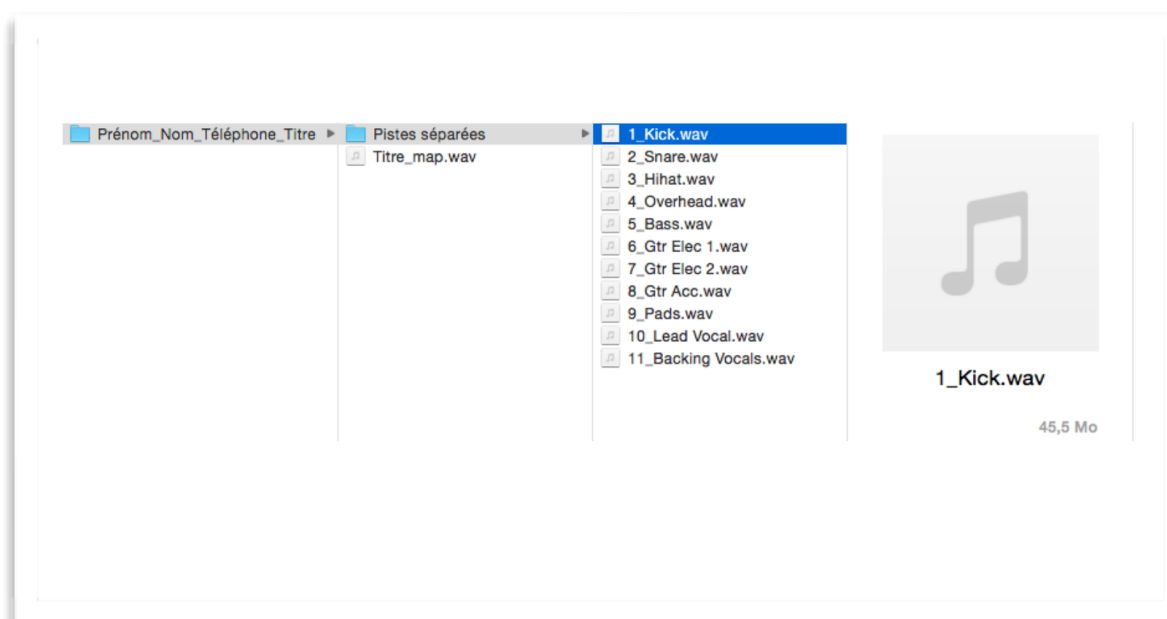 Prénom_Nom_Téléphone_Titre
Pistes séparées
Titre_map.wav
1_Kick.wav
2_Snare.wav
3_Hihat.wav
4_Overhead.wav
5_Bass.wav
6_Gtr Elec 1.wav
7_Gtr Elec 2.wav
8_Gtr Acc.wav
9_Pads.wav
10_Lead Vocal.wav
11_Backing Vocals.wav
1_Kick.wav
45,5 Mo